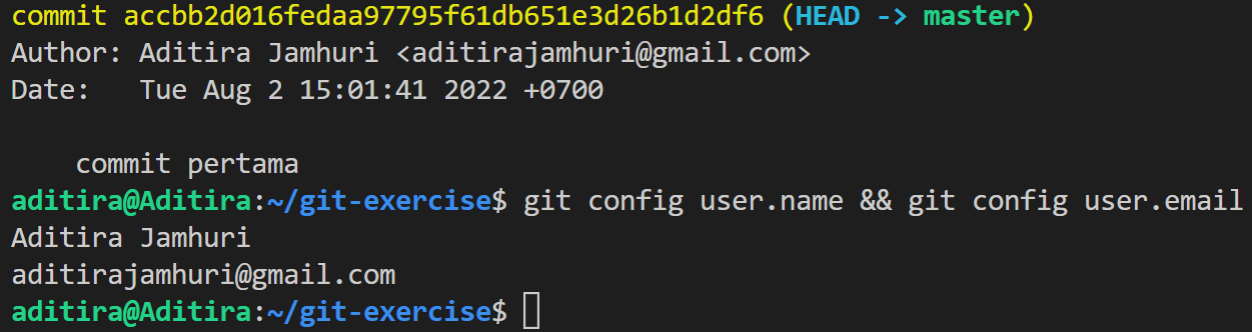 commit accbb2d016fedaa97795f61db651e3d26b1d2df6 (HEAD -> master)
Author: Aditira Jamhuri <aditirajamhuri@gmail.com>
Date:   Tue Aug 2 15:01:41 2022 +0700
    commit pertama
aditira@Aditira:~/git-exercise$ git config user.name && git config user.email
Aditira Jamhuri
aditirajamhuri@gmail.com
aditira@Aditira:~/git-exercise$